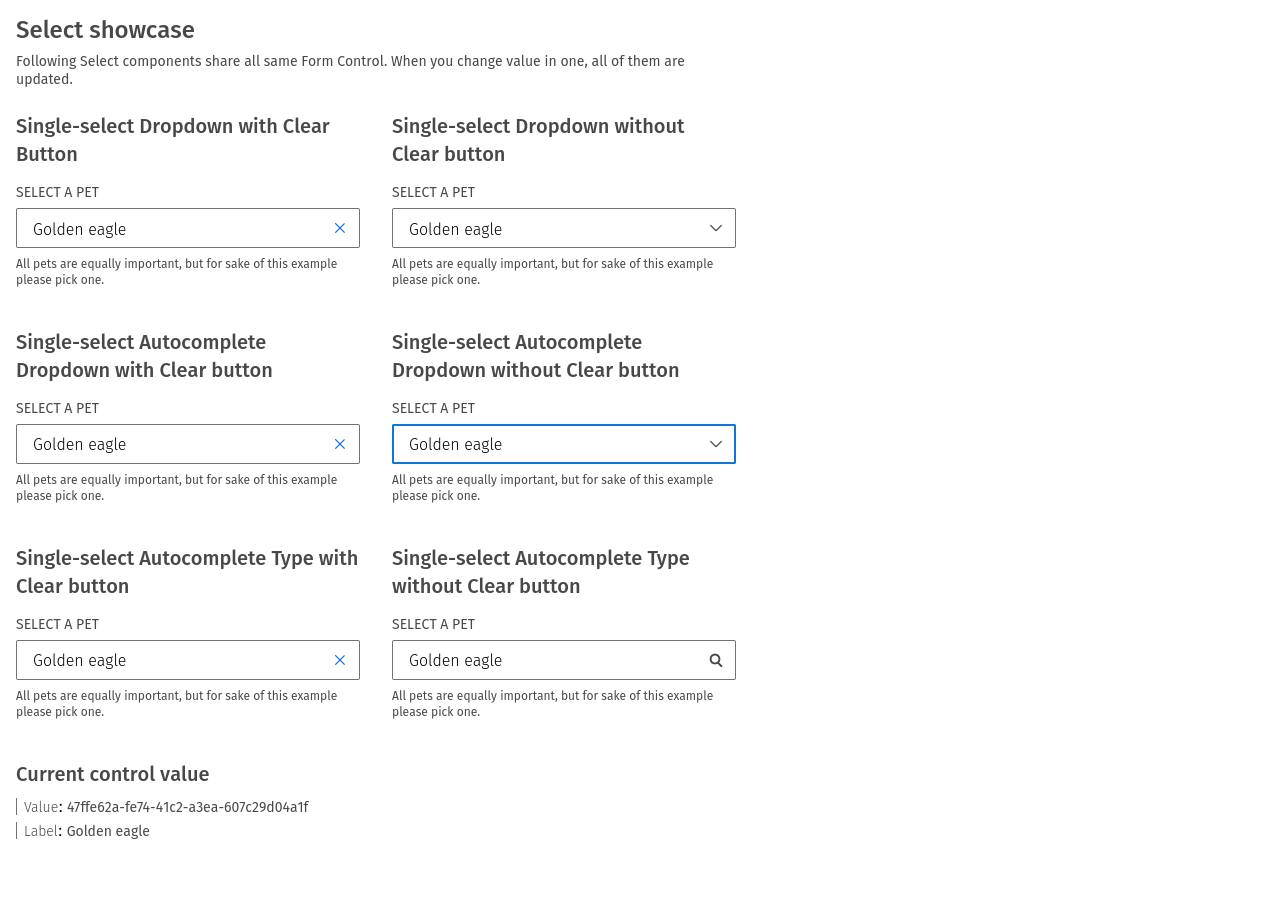 Select showcase
Following Select components share all same Form Control. When you change value in one, all of them are
updated.
Single-select Dropdown with Clear
Button
SELECT A PET
Golden eagle
All pets are equally important, but for sake of this example
please pick one.
Single-select Dropdown without
Clear button
SELECT A PET
Golden eagle
All pets are equally important, but for sake of this example
please pick one.
Single-select Autocomplete
Dropdown with Clear button
SELECT A PET
Golden eagle
All pets are equally important, but for sake of this example
please pick one.
Single-select Autocomplete
Dropdown without Clear button
SELECT A PET
Golden eagle
All pets are equally important, but for sake of this example
please pick one.
Single-select Autocomplete Type with
Clear button
SELECT A PET
Golden eagle
All pets are equally important, but for sake of this example
please pick one.
Single-select Autocomplete Type
without Clear button
SELECT A PET
Golden eagle
All pets are equally important, but for sake of this example
please pick one.
Current control value
Value: 47ffe62a-fe74-41c2-a3ea-607c29d04a1f
Label: Golden eagle